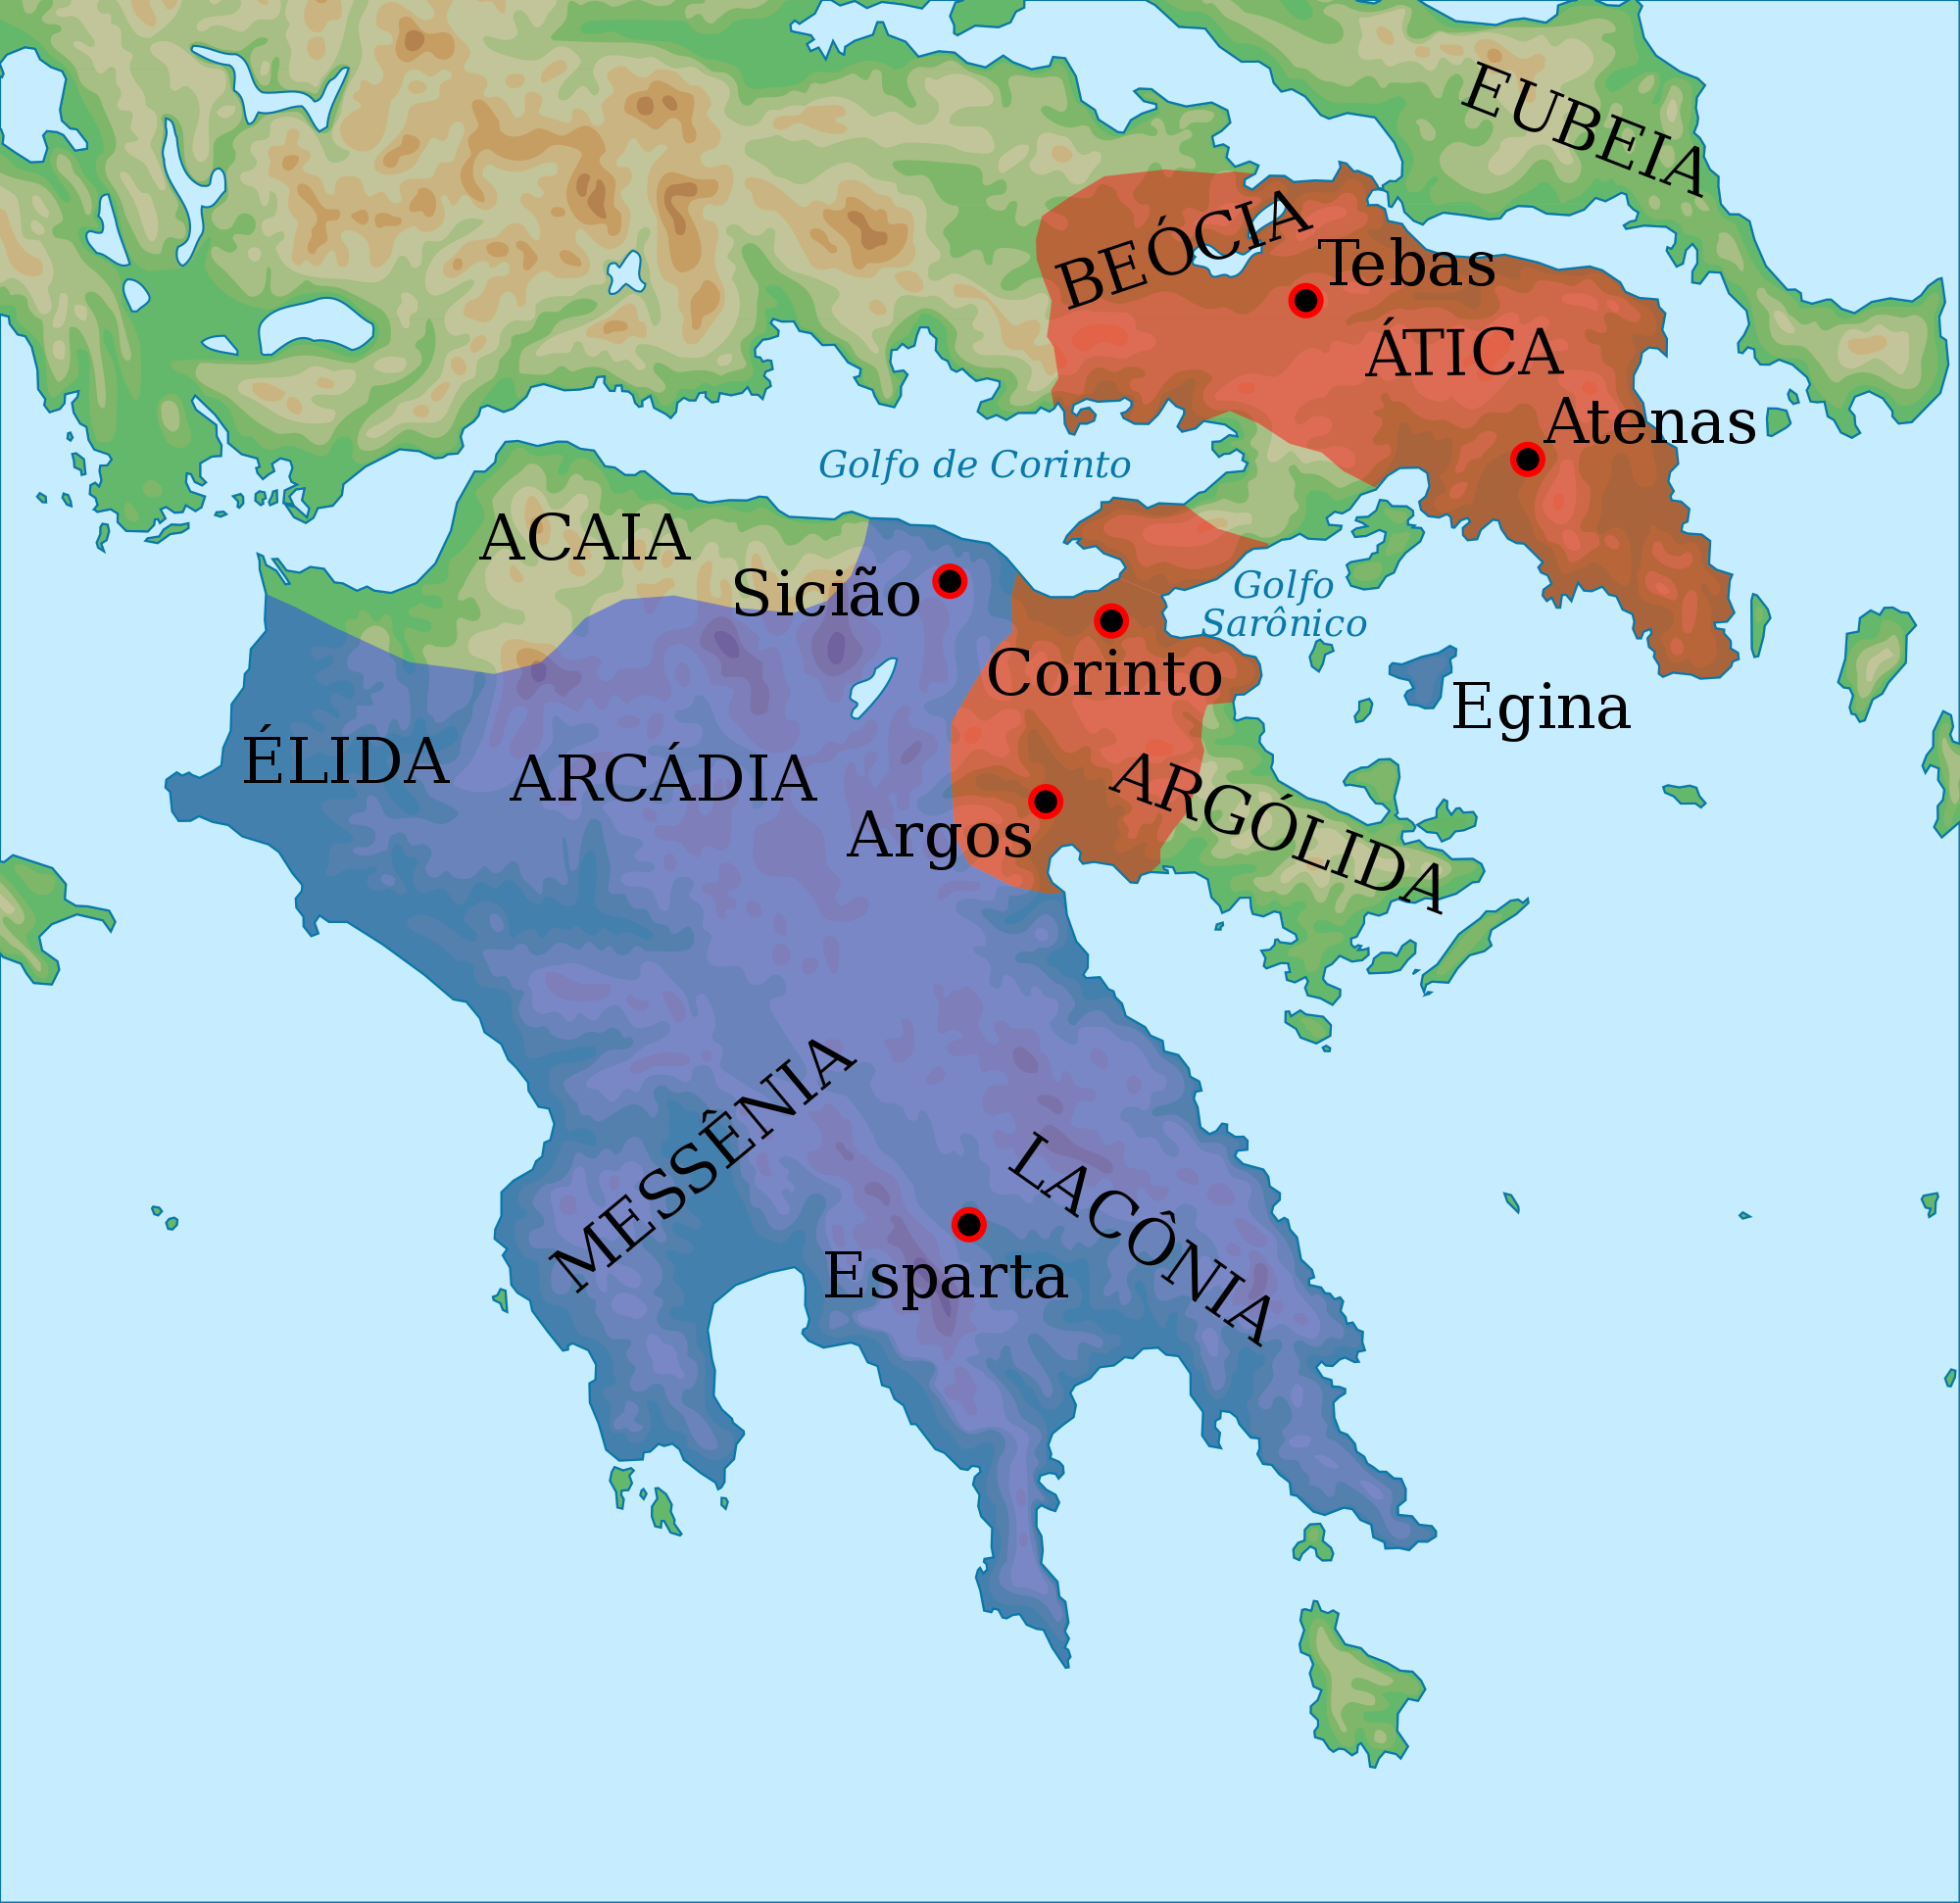 EUBEIA
BEÓCIA
Tebas
ÁTICA
Atenas
Golfo de Corinto
ACAIA
Sicião
Golfo
Sarônico
Corinto
Egina
ÉLIDA
ARCÁDIA
Argos
ARGÓLIDA
MESSÊNIA
LACÔNIA
Esparta